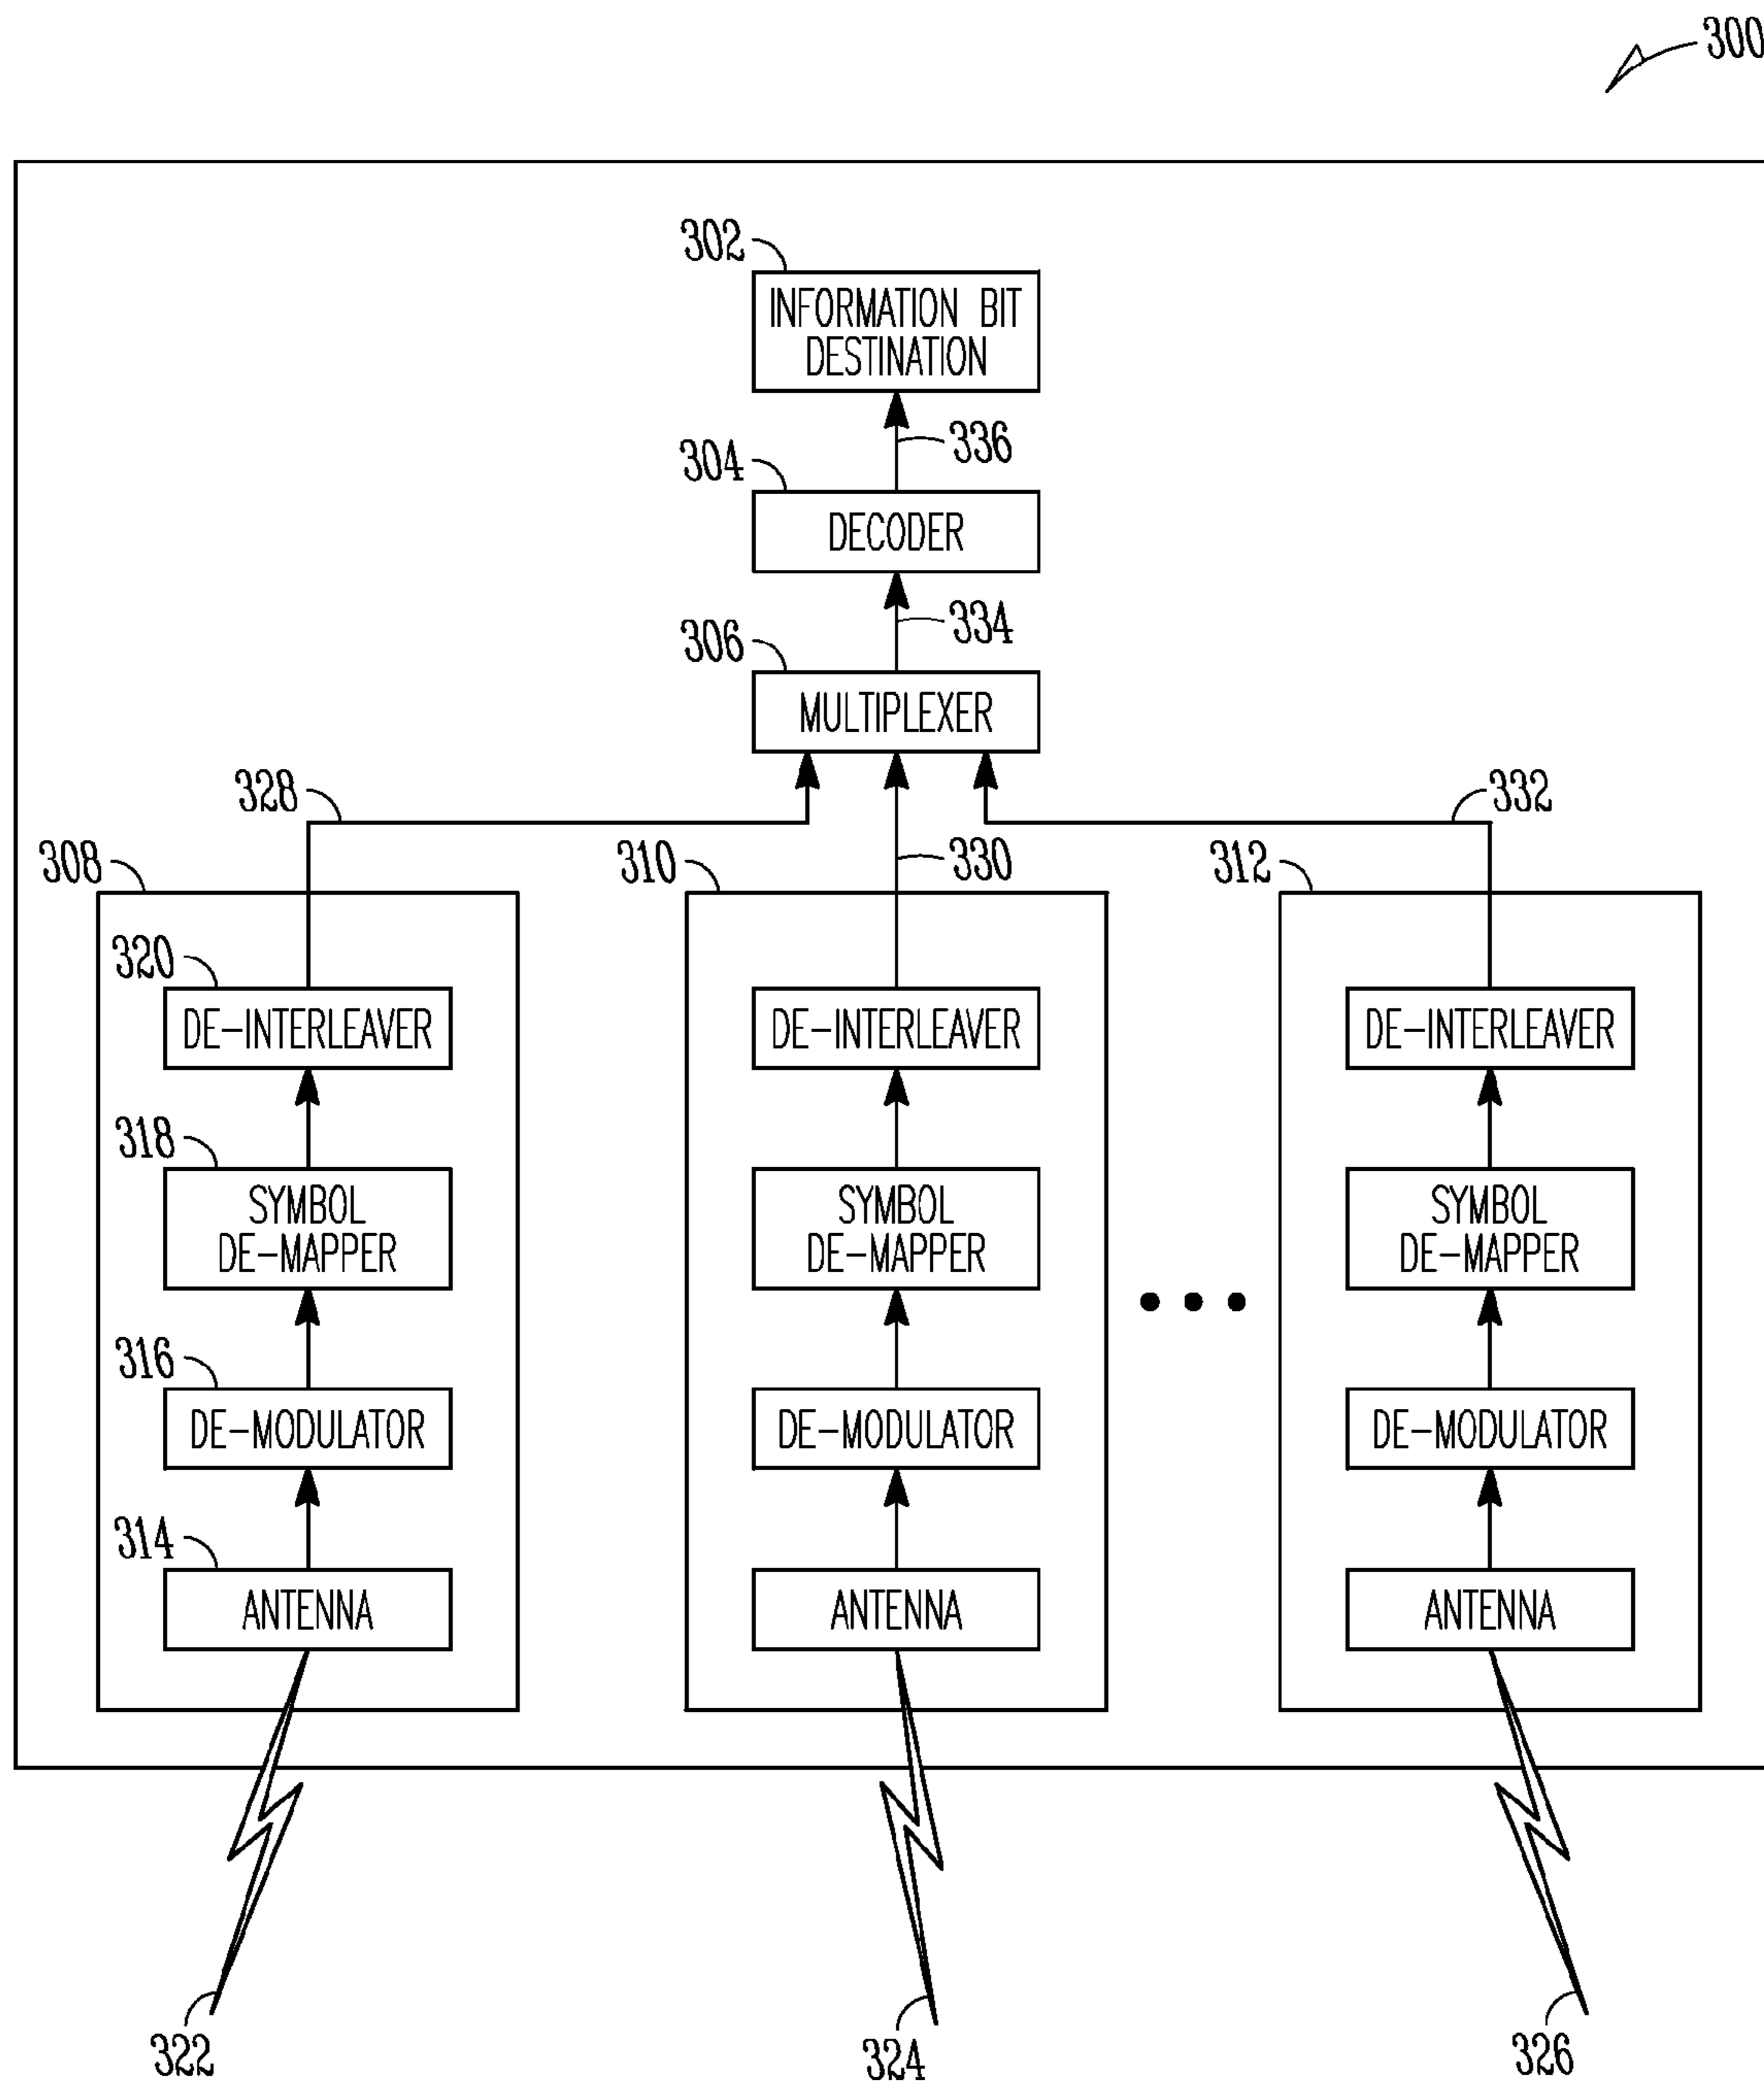 300
302
INFORMATION BIT
DESTINATION
336
304
DECODER
334
306
MULTIPLEXER
328
332
308
310
330
312
320
DE-INTERLEAVER
DE-INTERLEAVER
DE-INTERLEAVER
318
SYMBOL
DE-MAPPER
SYMBOL
DE-MAPPER
SYMBOL
DE-MAPPER
316
DE-MODULATOR
DE-MODULATOR
DE-MODULATOR
314
ANTENNA
ANTENNA
ANTENNA
322
324
326